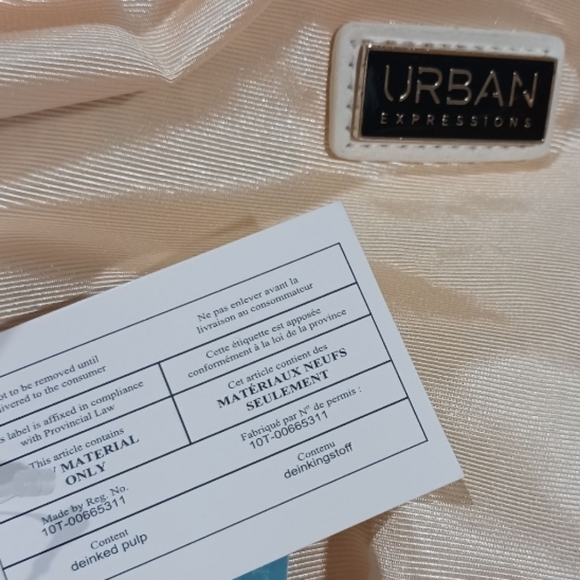 URBAN
EXPRESSIONS
to be removed until
to the consumer
label is affixed in compliance
with Provincial Law
This article contains
MATERIAL
ONLY
Made by Reg. No.
10T-00665311
Content
deinked pulp
Ne pas enlever avant la
livraison au consommateur
Cette étiquette est apposée
conformément à la loi de la province
Cet article contient des
MATÉRIAUX NEUFS
SEULEMENT
Fabriqué par N° de permis :
10T-00665311
Contenu
deinkingstoff